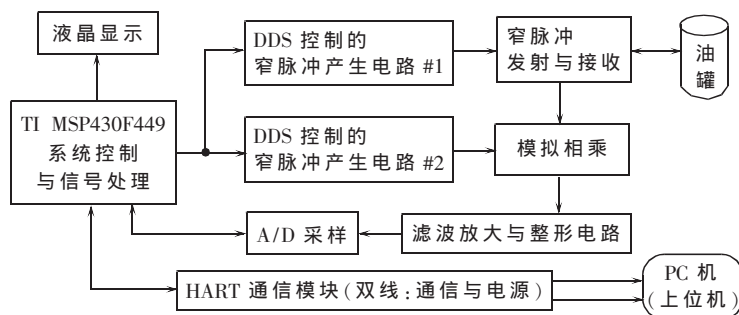 液晶显示
DDS 控制的
窄脉冲产生电路 #1
窄脉冲
发射与接收
油
罐
TI MSP430F449
系统控制
与信号处理
DDS 控制的
窄脉冲产生电路 #2
模拟相乘
A/D 采样
滤波放大与整形电路
HART 通信模块(双线:通信与电源)
PC 机
(上位机)